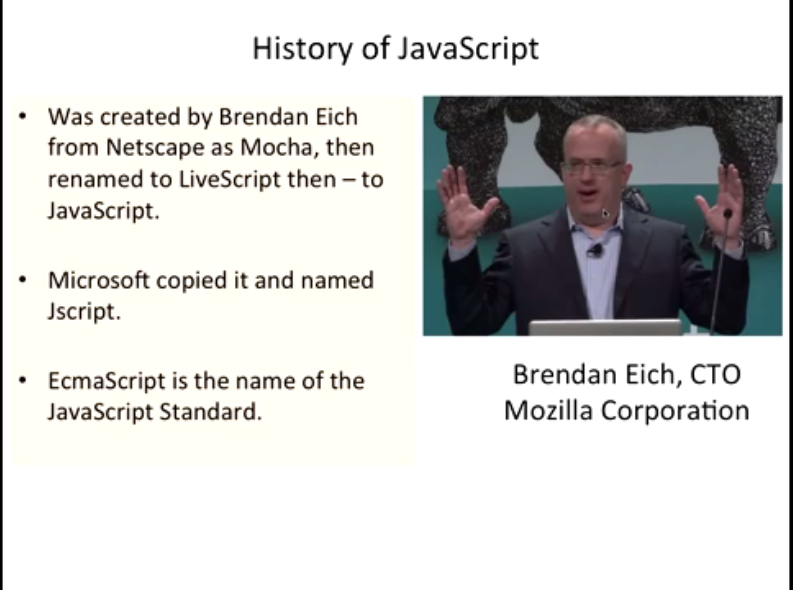 History of JavaScript
• Was created by Brendan Eich
from Netscape as Mocha, then
renamed to LiveScript then – to
JavaScript.
• Microsoft copied it and named
Jscript.
• EcmaScript is the name of the
JavaScript Standard.
Brendan Eich, CTO
Mozilla Corporation